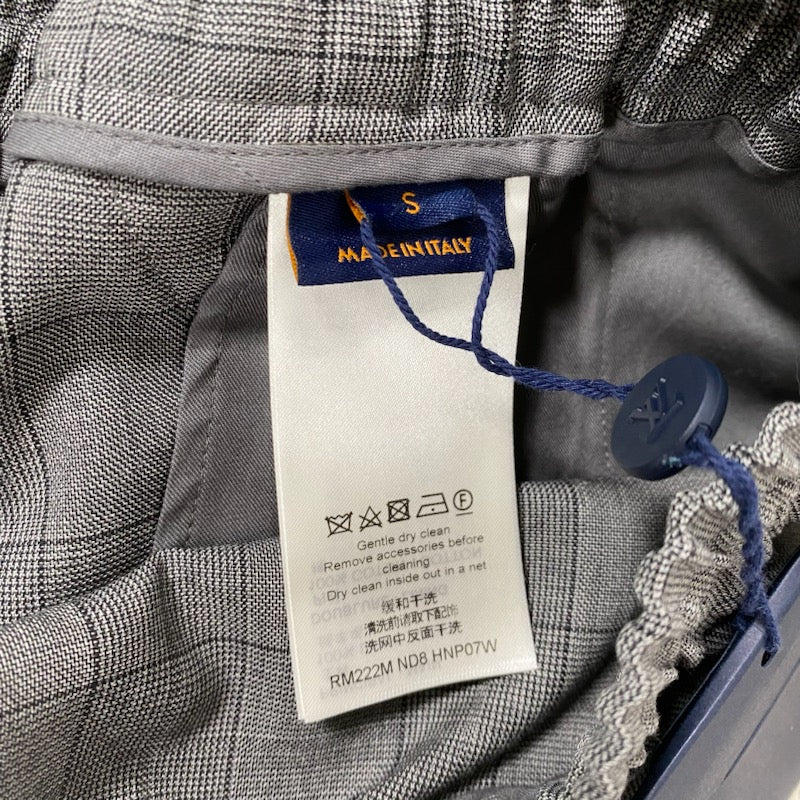 S
MADE IN ITALY
Gentle dry clean
Remove accessories before
cleaning
Dry clean inside out in a net
缓和干洗
清洗前请取下配饰
洗网中反面干洗
RM222M ND8 HNP07W